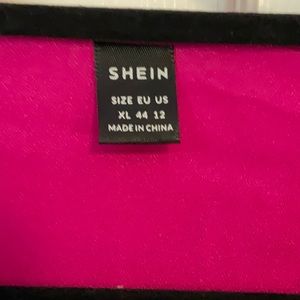 SHEIN
SIZE EU US
XL 44 12
MADE IN CHINA